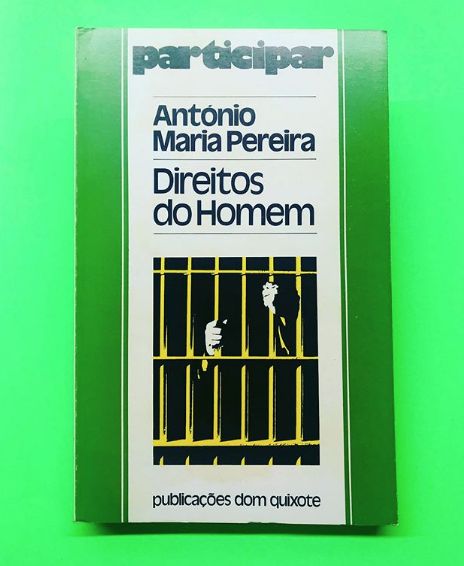 participar
António
Maria Pereira
Direitos
do Homem
publicações dom quixote